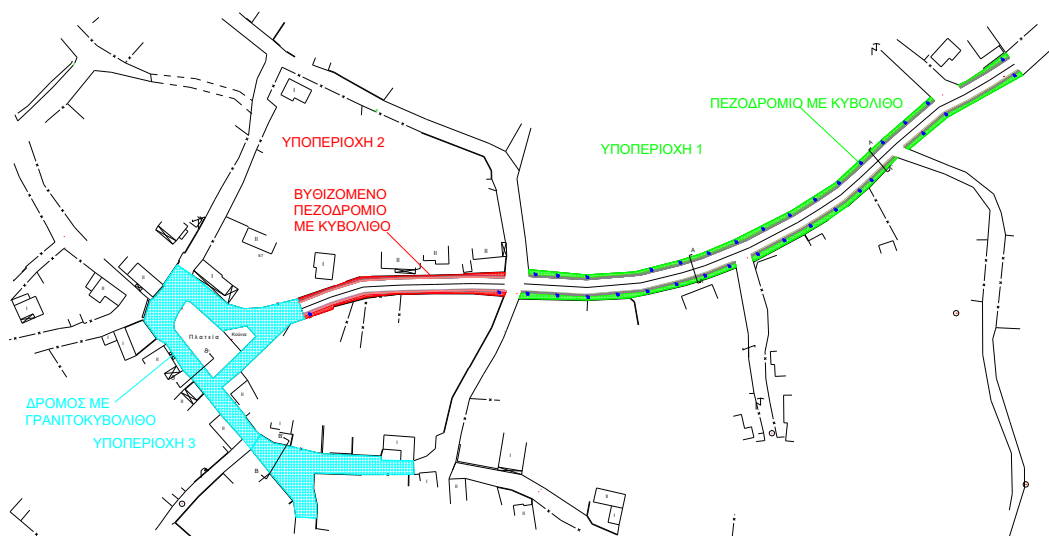 ΠΕΖΟΔΡΟΜΙΟ ΜΕ ΚΥΒΟΛΙΘΟ
ΥΠΟΠΕΡΙΟΧΗ 2
ΥΠΟΠΕΡΙΟΧΗ 1
ΒΥΘΙΖΟΜΕΝΟ
ΠΕΖΟΔΡΟΜΙΟ
ΜΕ ΚΥΒΟΛΙΘΟ
Πλατεία
ΔΡΟΜΟΣ ΜΕ
ΓΡΑΝΙΤΟΚΥΒΟΛΙΘΟ
ΥΠΟΠΕΡΙΟΧΗ 3